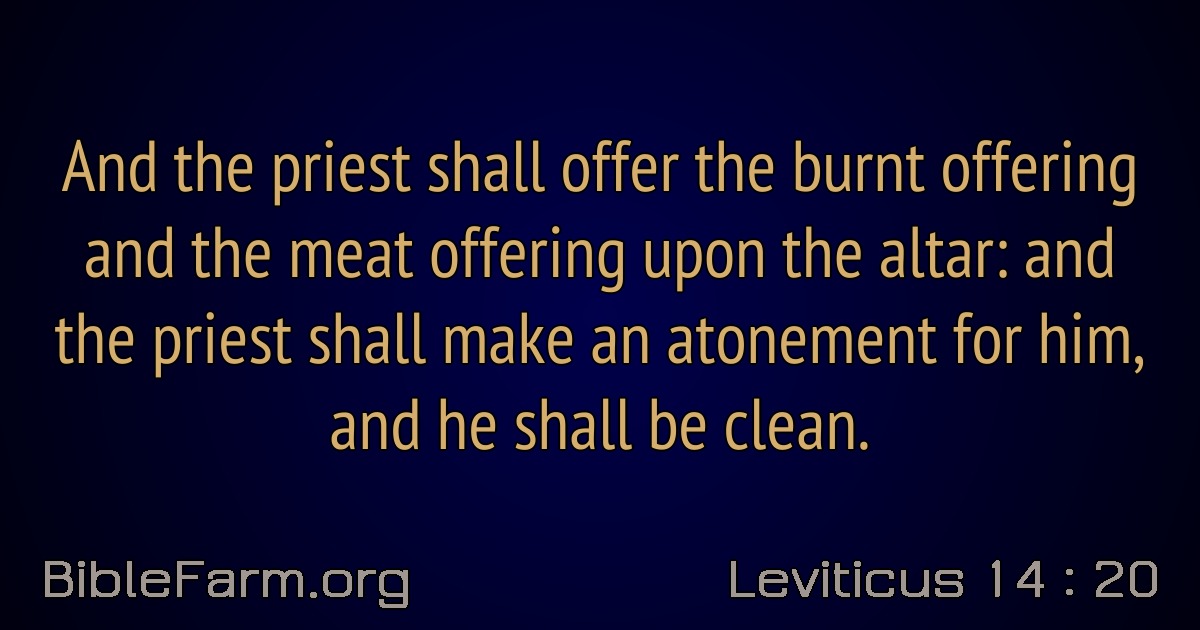 And the priest shall offer the burnt offering
and the meat offering upon the altar: and
the priest shall make an atonement for him,
and he shall be clean.
BibleFarm.org
Leviticus 14 : 20